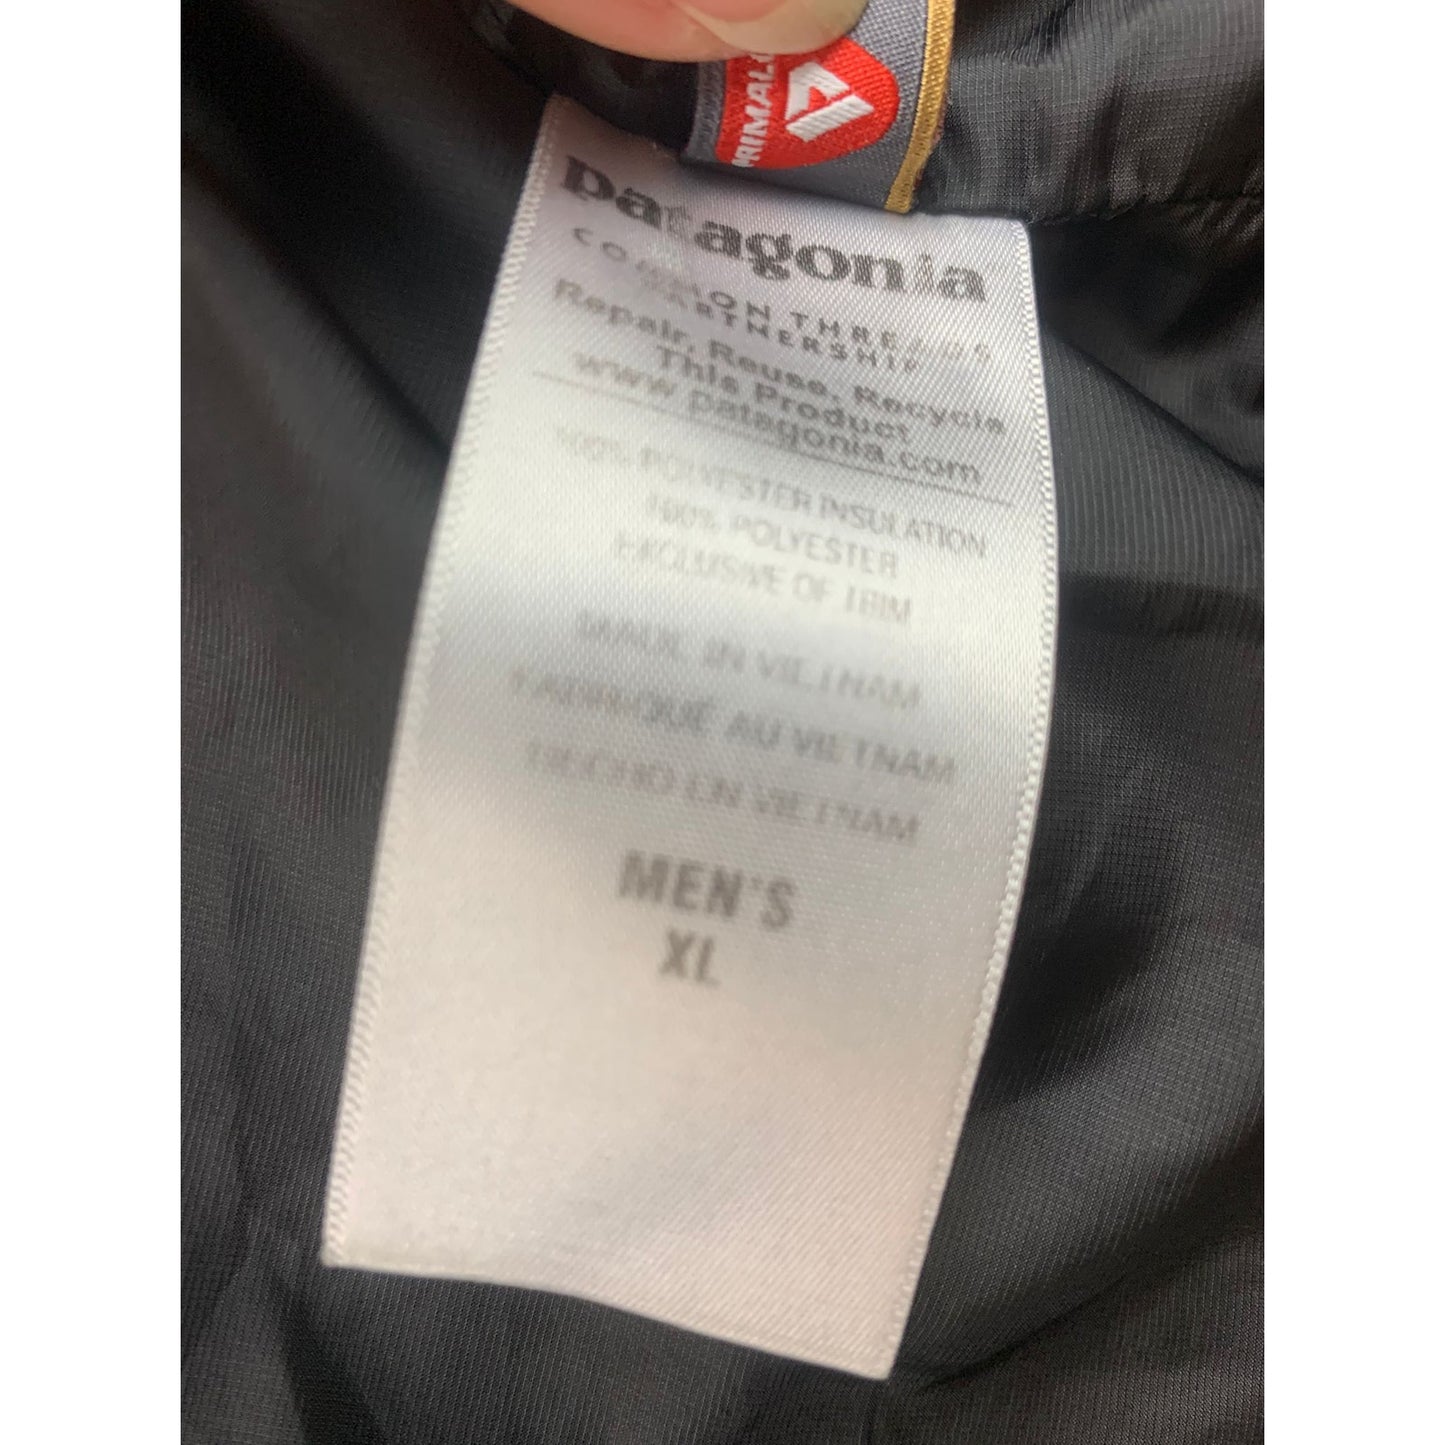 PRIMAL
patagonia
COMMON THREADS
PARTNERSHIP
Repair, Reuse, Recycle
This Product
www.patagonia.com
100% POLYESTER INSULATION
100% POLYESTER
EXCLUSIVE OF TRIM
MADE IN VIETNAM
FABRIQUÉ AU VIETNAM
HECHO EN VIETNAM
MEN'S
XL